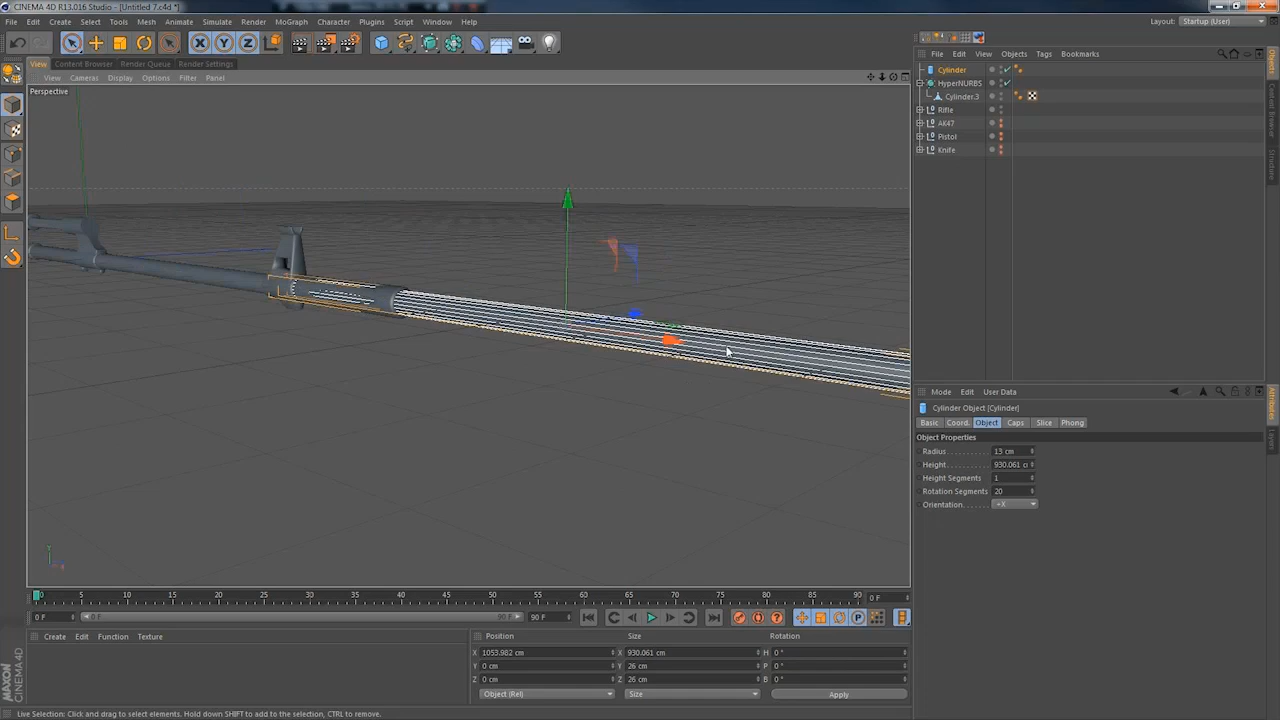 CINEMA 4D R13.016 Studio - [Untitled 7.c4d *]
File Edit Create Select Tools Mesh Animate Simulate Render MoGraph Character Plugins Script Window Help
Layout: Startup (User)
View Content Browser Render Queue Render Settings
View Cameras Display Options Filter Panel
Perspective
File Edit View Objects Tags Bookmarks
Cylinder
HyperNURBS
Cylinder.3
Rifle
AK47
Pistol
Knife
Objects
Content Browser
Structure
Mode Edit User Data
Attributes
Layers
Cylinder Object [Cylinder]
Basic Coord. Object Caps Slice Phong
Object Properties
Radius . . . . . . . . . . 13 cm
Height . . . . . . . . . . 930.061 c
Height Segments 1
Rotation Segments 20
Orientation. . . . . . . +X
0 5 10 15 20 25 30 35 40 45 50 55 60 65 70 75 80 85 90 0 F
0 F 0 F 90 F 90 F
Create Edit Function Texture
Position Size Rotation
X 1053.982 cm X 930.061 cm H 0 °
Y 0 cm Y 26 cm P 0 °
Z 0 cm Z 26 cm B 0 °
Object (Rel) Size Apply
MAXON CINEMA 4D
Live Selection: Click and drag to select elements. Hold down SHIFT to add to the selection, CTRL to remove.